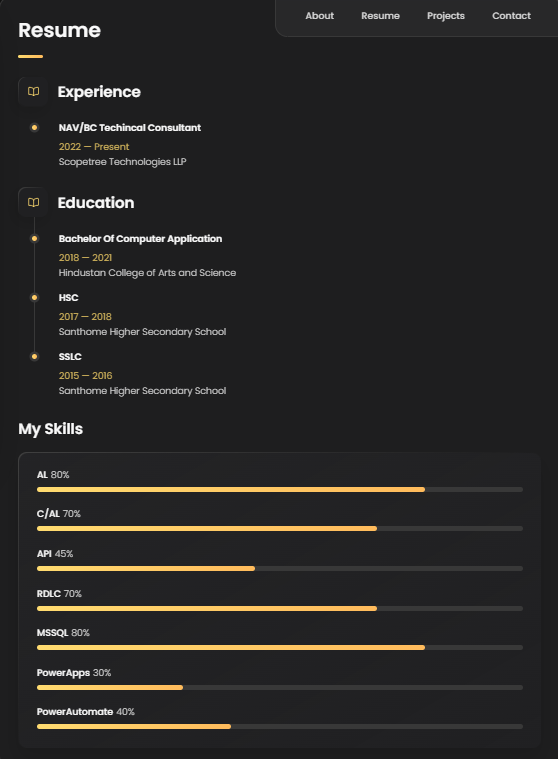 Resume
About Resume Projects Contact
Experience
NAV/BC Techincal Consultant
2022 — Present
Scopetree Technologies LLP
Education
Bachelor Of Computer Application
2018 — 2021
Hindustan College of Arts and Science
HSC
2017 — 2018
Santhome Higher Secondary School
SSLC
2015 — 2016
Santhome Higher Secondary School
My Skills
AL 80%
C/AL 70%
API 45%
RDLC 70%
MSSQL 80%
PowerApps 30%
PowerAutomate 40%